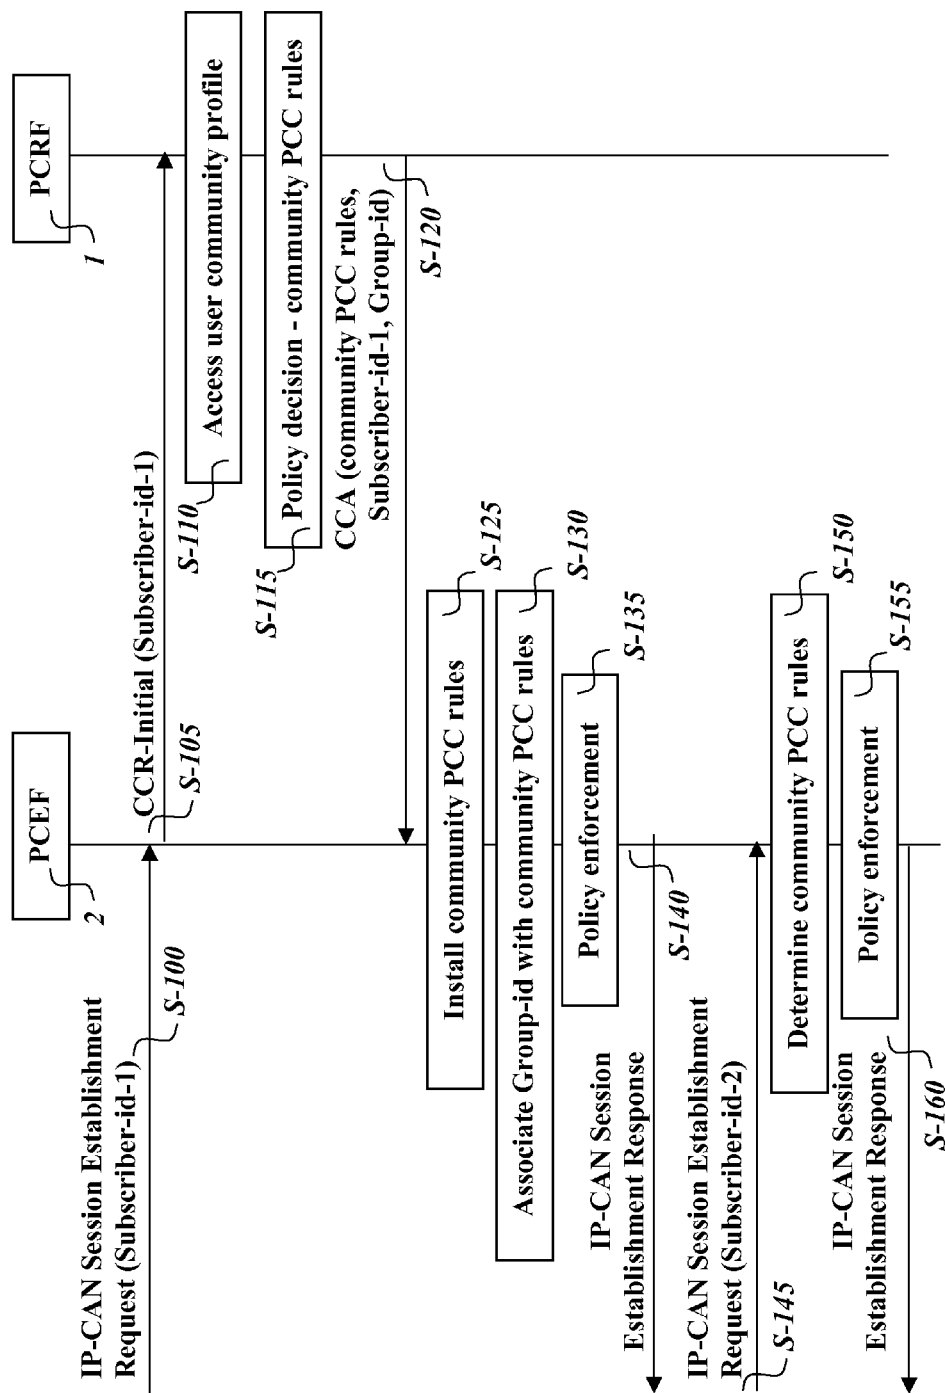 PCEF
2
PCRF
1
IP-CAN Session Establishment
Request (Subscriber-id-1)
S-100
CCR-Initial (Subscriber-id-1)
S-105
Access user community profile
S-110
Policy decision - community PCC rules
S-115
CCA (community PCC rules,
Subscriber-id-1, Group-id)
S-120
Install community PCC rules
S-125
Associate Group-id with community PCC rules
S-130
Policy enforcement
S-135
IP-CAN Session
Establishment Response
S-140
IP-CAN Session Establishment
Request (Subscriber-id-2)
S-145
Determine community PCC rules
S-150
Policy enforcement
S-155
IP-CAN Session
Establishment Response
S-160